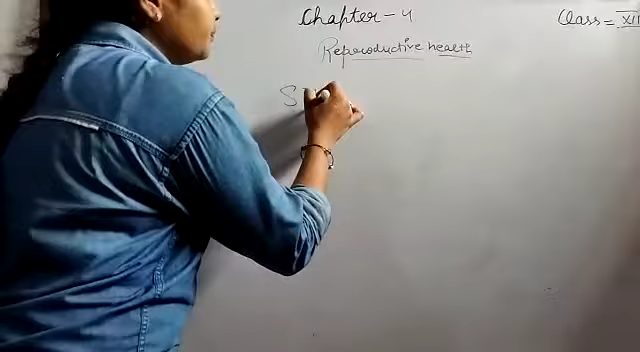 Chapter - 4
Class = XII
Reproductive health
S